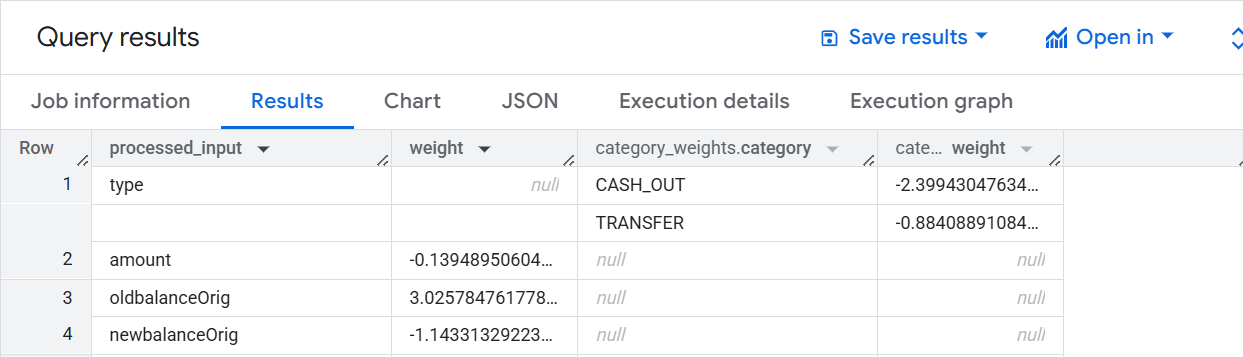 Query results Save results Open in
Job information Results Chart JSON Execution details Execution graph
Row processed_input weight category_weights.category cate... weight
1 type null CASH_OUT -2.39943047634...
TRANSFER -0.88408891084...
2 amount -0.13948950604... null null
3 oldbalanceOrig 3.025784761778... null null
4 newbalanceOrig -1.14331329223... null null